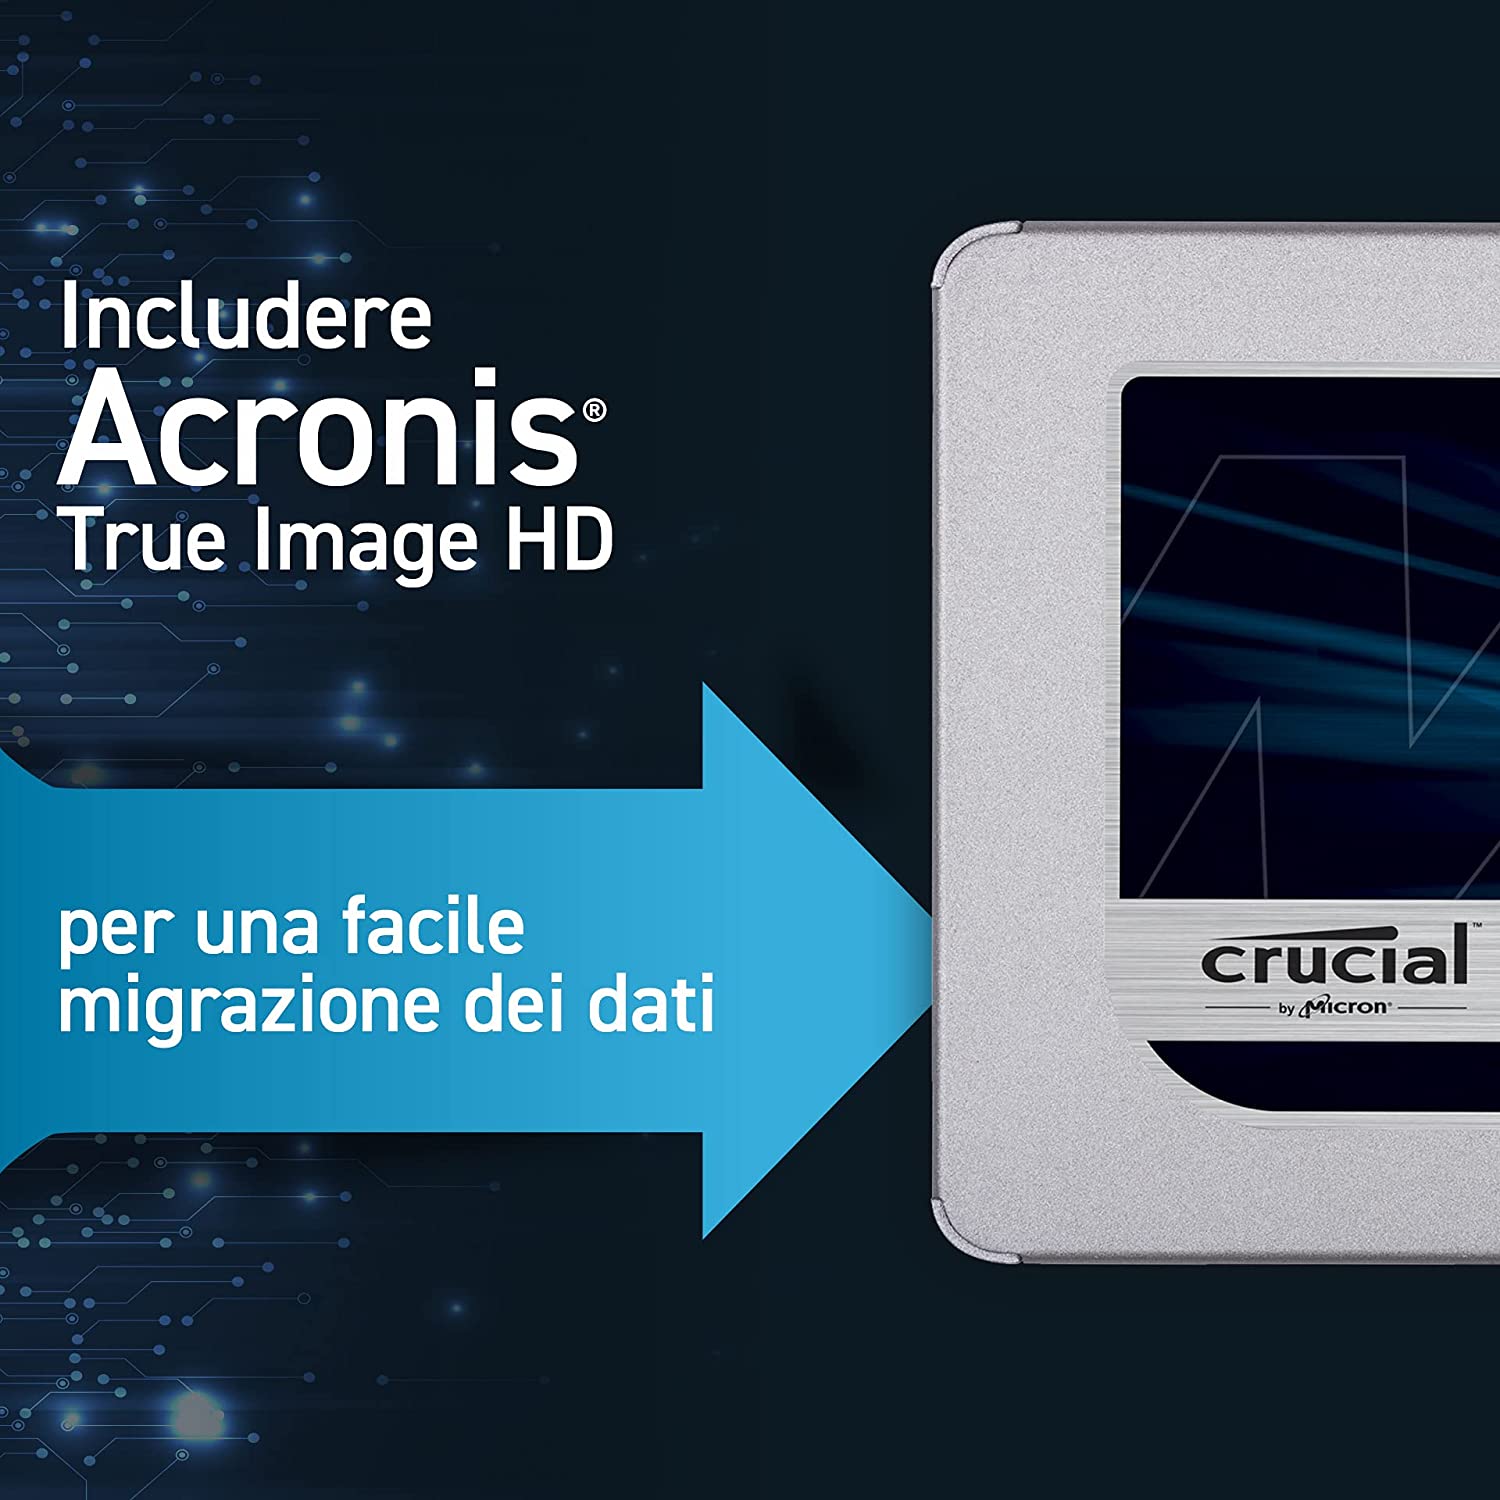 Includere
Acronis®
True Image HD
per una facile
migrazione dei dati
crucial™
by Micron®